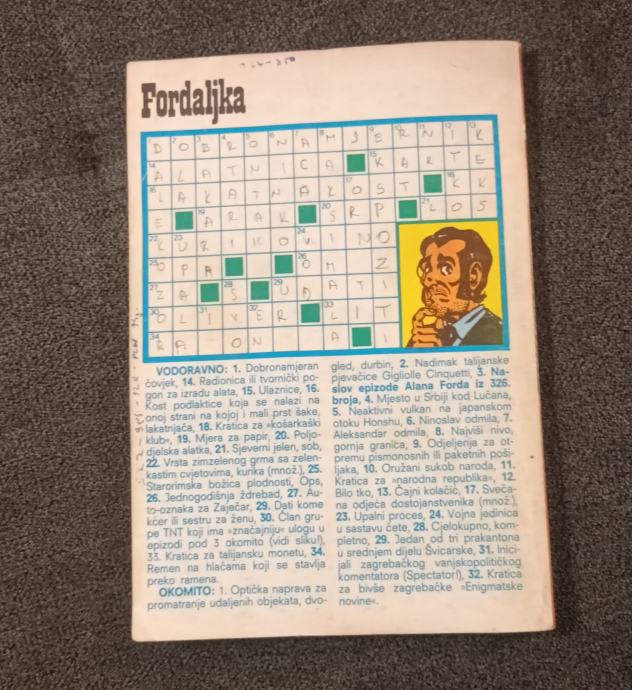 Fordaljka
D O B R O N A M J E R N I K
A L A T N I C A K A R T E
L A K A T N A K O S T K K
E A R A K S R P L O S
K U R I K O V I N O
O P A O M Z
Z A S U D A T I
O L I V E R L I T
R A O N A I
VODORAVNO: 1. Dobronamjeran
čovjek, 14. Radionica ili tvornički po-
gon za izradu alata, 15. Ulaznice, 16.
Kost podlaktice koja se nalazi na
onoj strani na kojoj i mali prst šake,
lakatnjača, 18. Kratica za »košarkaški
klub«, 19. Mjera za papir, 20. Poljo-
djelska alatka, 21. Sjeverni jelen, sob,
22. Vrsta zimzelenog grma sa zelen-
kastim cvjetovima, kurika (množ.), 25.
Starorimska božica plodnosti, Ops,
26. Jednogodišnja ždrebad, 27. Au-
to-oznaka za Zaječar, 29. Dati kome
kćer ili sestru za ženu, 30. Član gru-
pe TNT koji ima »značajniju« ulogu u
epizodi pod 3 okomito (vidi sliku!),
33. Kratica za talijansku monetu, 34.
Remen na hlačama koji se stavlja
preko ramena.
OKOMITO: 1. Optička naprava za
promatranje udaljenih objekata, dvo-
gled, durbin, 2. Nadimak talijanske
pjevačice Gigliolle Cinquetti, 3. Na-
slov epizode Alana Forda iz 326.
broja, 4. Mjesto u Srbiji kod Lučana,
5. Neaktivni vulkan na japanskom
otoku Honshu, 6. Ninoslav odmila, 7.
Aleksandar odmila, 8. Najviši nivo,
gornja granica, 9. Odjeljenja za ot-
premu pismonosnih ili paketnih poši-
ljaka, 10. Oružani sukob naroda, 11.
Kratica za »narodna republika«, 12.
Bilo tko, 13. Čajni kolačić, 17. Sveča-
na odjeća dostojanstvenika (množ.),
23. Upalni proces, 24. Vojna jedinica
u sastavu čete, 28. Cjelokupno, kom-
pletno, 29. Jedan od tri prakantona
u srednjem dijelu Švicarske, 31. Inici-
jali zagrebačkog vanjskopolitičkog
komentatora (Spectator!), 32. Kratica
za bivše zagrebačke »Enigmatske
novine«.